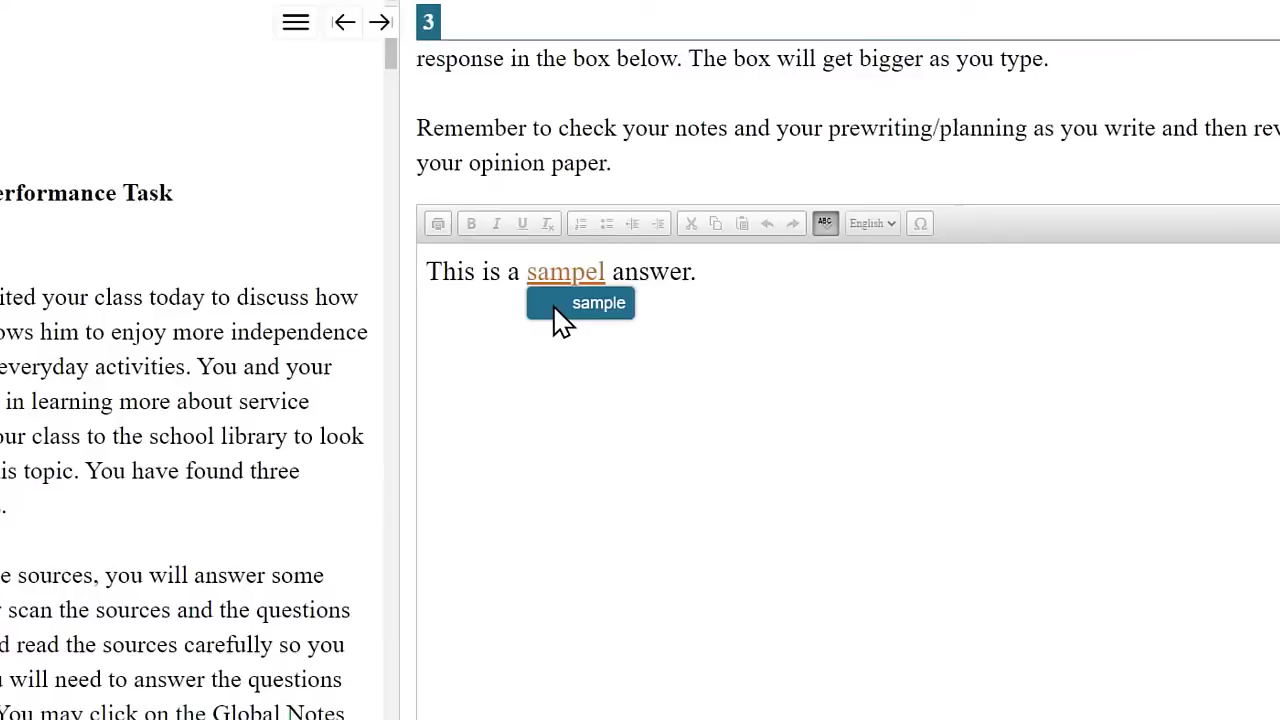 erformance Task
ited your class today to discuss how
ows him to enjoy more independence
everyday activities. You and your
in learning more about service
our class to the school library to look
is topic. You have found three
.
e sources, you will answer some
scan the sources and the questions
d read the sources carefully so you
will need to answer the questions
You may click on the Global Notes
3
response in the box below. The box will get bigger as you type.
Remember to check your notes and your prewriting/planning as you write and then rev
your opinion paper.
B I U Tx ABC English Ω
This is a sampel answer.
sample